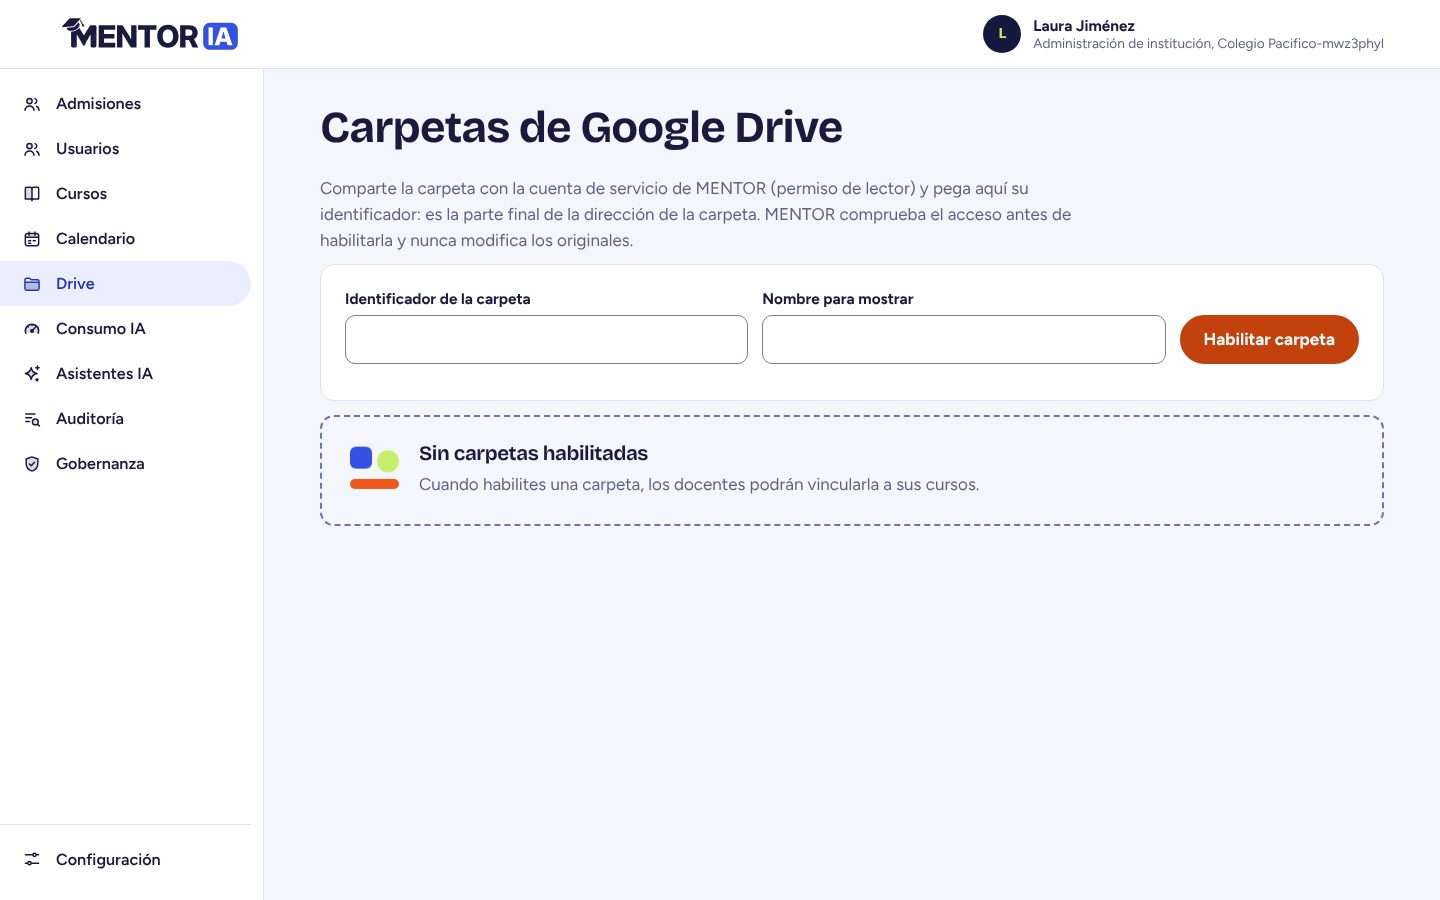 MENTOR IA
L
Laura Jiménez
Administración de institución, Colegio Pacifico-mwz3phyl
Admisiones
Usuarios
Cursos
Calendario
Drive
Consumo IA
Asistentes IA
Auditoría
Gobernanza
Configuración
Carpetas de Google Drive
Comparte la carpeta con la cuenta de servicio de MENTOR (permiso de lector) y pega aquí su
identificador: es la parte final de la dirección de la carpeta. MENTOR comprueba el acceso antes de
habilitarla y nunca modifica los originales.
Identificador de la carpeta
Nombre para mostrar
Habilitar carpeta
Sin carpetas habilitadas
Cuando habilites una carpeta, los docentes podrán vincularla a sus cursos.